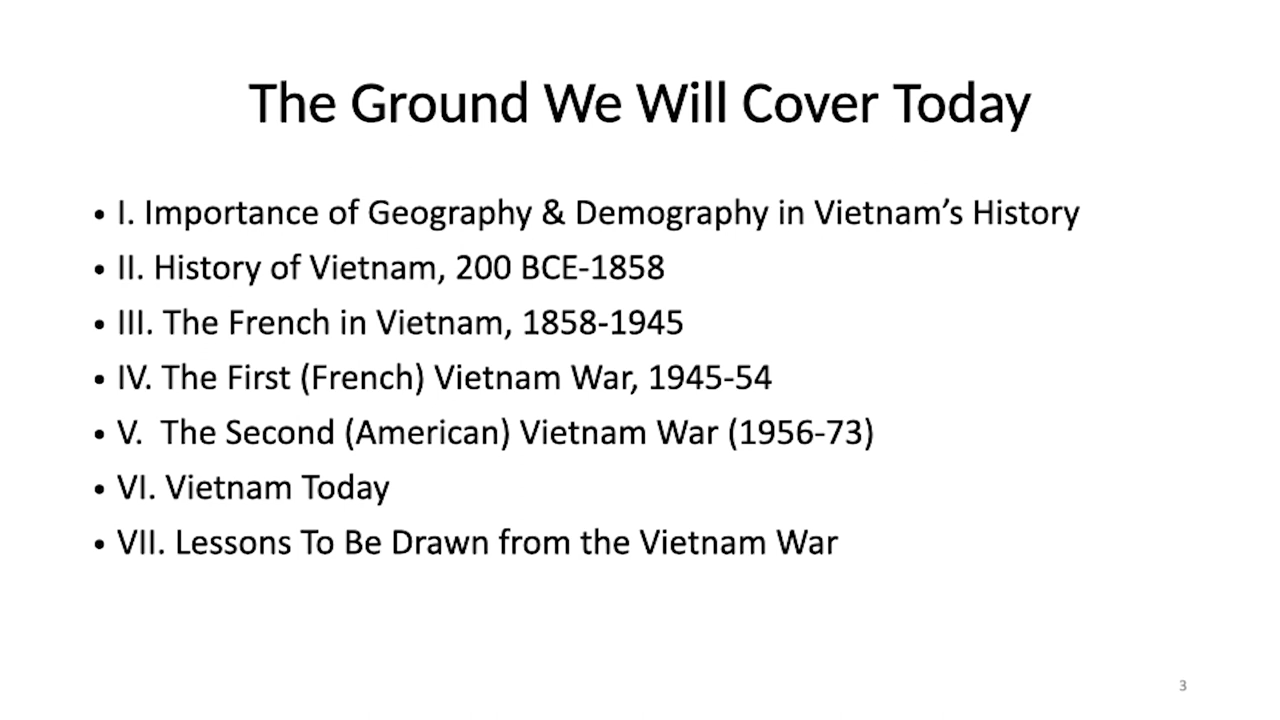 The Ground We Will Cover Today
• I. Importance of Geography & Demography in Vietnam’s History
• II. History of Vietnam, 200 BCE-1858
• III. The French in Vietnam, 1858-1945
• IV. The First (French) Vietnam War, 1945-54
• V.  The Second (American) Vietnam War (1956-73)
• VI. Vietnam Today
• VII. Lessons To Be Drawn from the Vietnam War
3